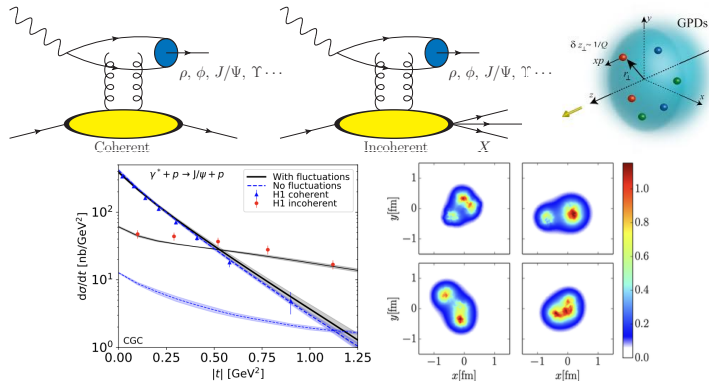 ρ, φ, J/Ψ, Υ ···
Coherent
ρ, φ, J/Ψ, Υ ···
Incoherent
X
GPDs
y
δ z⊥~ 1/Q
xp
r⊥
z
x
γ* + p → J/ψ + p
With fluctuations
No fluctuations
H1 coherent
H1 incoherent
dσ/dt [nb/GeV²]
10²
10¹
10⁰
CGC
0.00 0.25 0.50 0.75 1.00 1.25
|t| [GeV²]
y[fm]
1
0
−1
y[fm]
1
0
−1
−1 0 1
x[fm]
−1 0 1
x[fm]
1.0
0.8
0.6
0.4
0.2
0.0